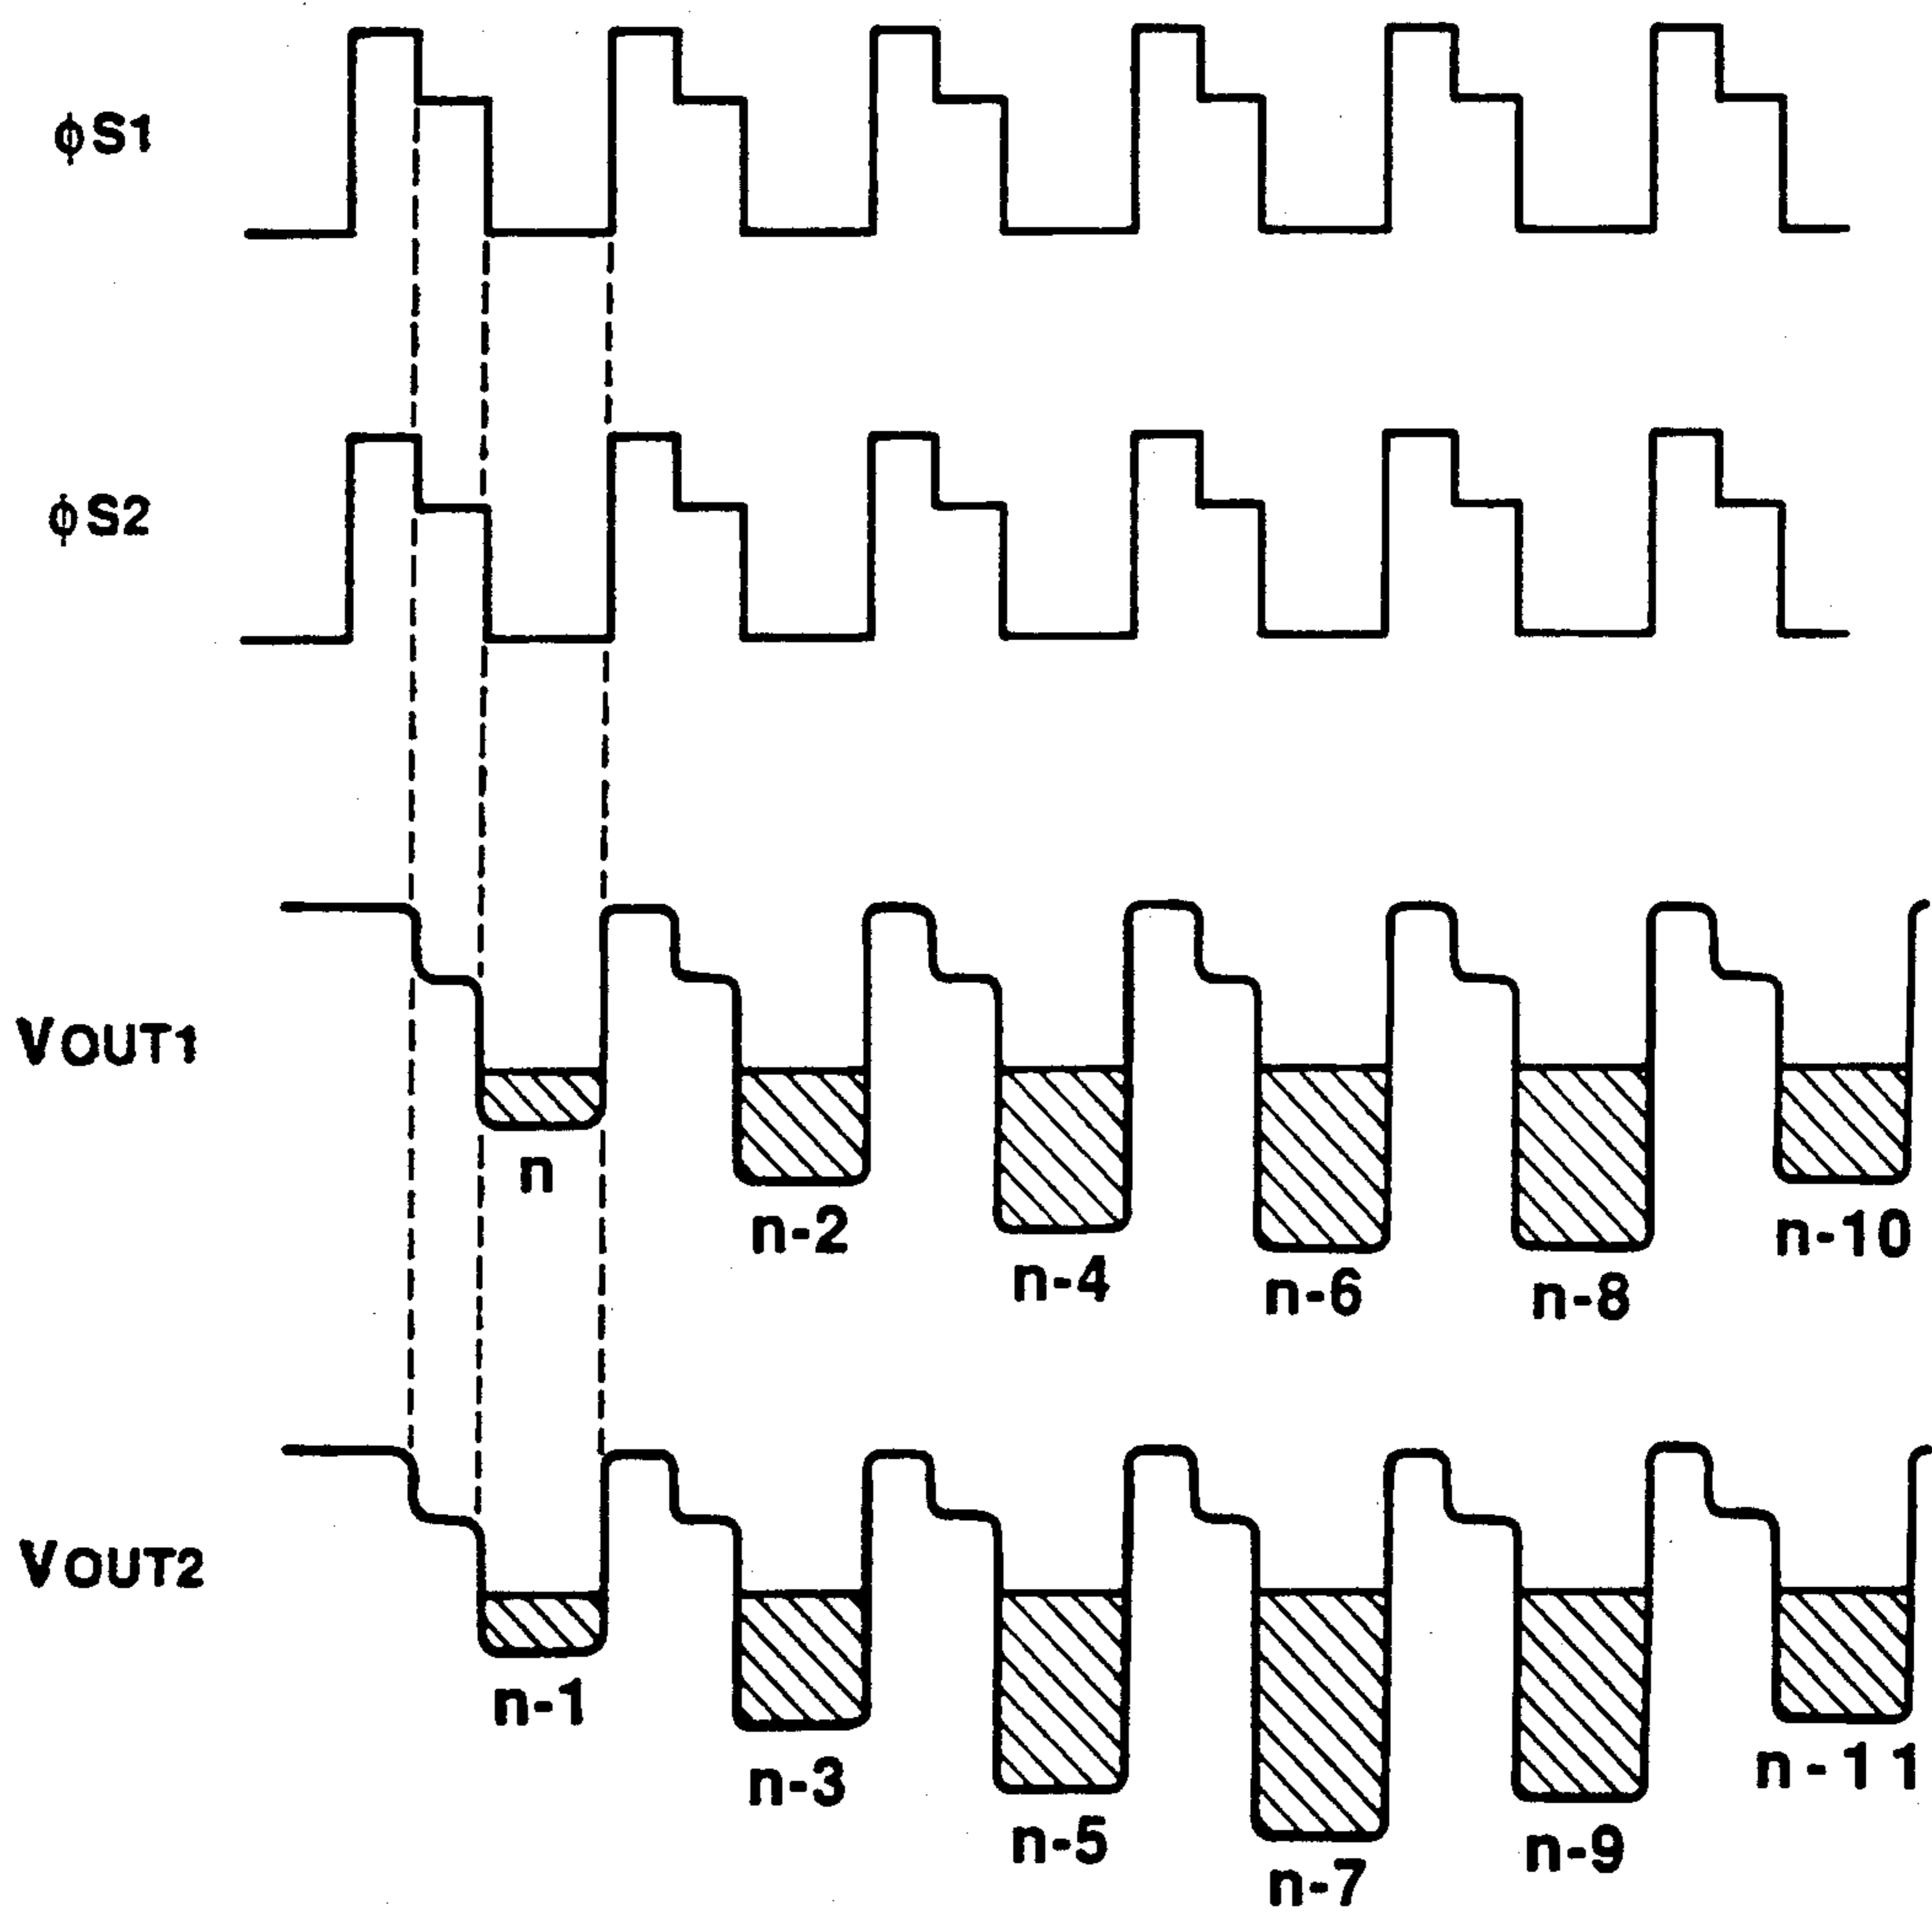 φS1
φS2
VOUT1
n
n-2
n-4
n-6
n-8
n-10
VOUT2
n-1
n-3
n-5
n-7
n-9
n-11